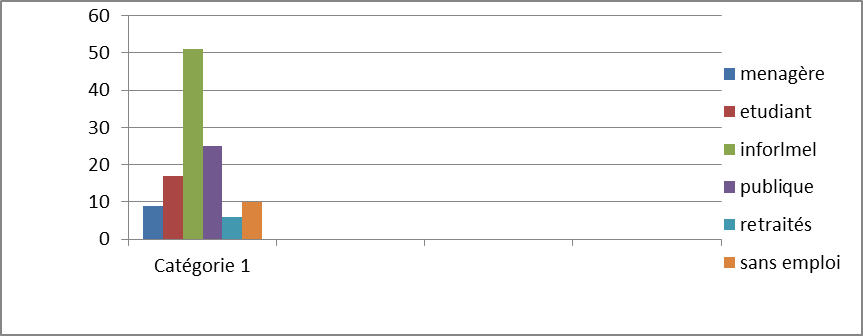 60
50
40
30
20
10
0
Catégorie 1
menagère
etudiant
inforlmel
publique
retraités
sans emploi